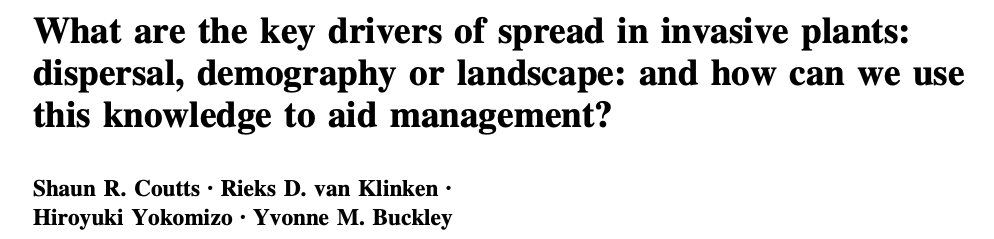 What are the key drivers of spread in invasive plants:
dispersal, demography or landscape: and how can we use
this knowledge to aid management?
Shaun R. Coutts · Rieks D. van Klinken ·
Hiroyuki Yokomizo · Yvonne M. Buckley